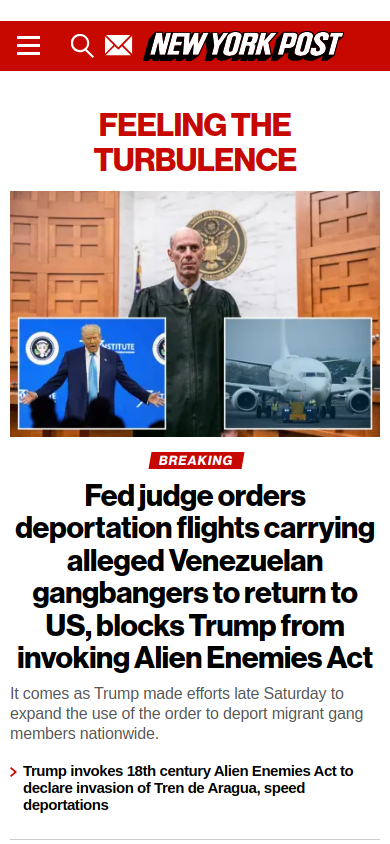 NEW YORK POST
FEELING THE
TURBULENCE
INSTITUTE
BREAKING
Fed judge orders
deportation flights carrying
alleged Venezuelan
gangbangers to return to
US, blocks Trump from
invoking Alien Enemies Act
It comes as Trump made efforts late Saturday to
expand the use of the order to deport migrant gang
members nationwide.
Trump invokes 18th century Alien Enemies Act to
declare invasion of Tren de Aragua, speed
deportations